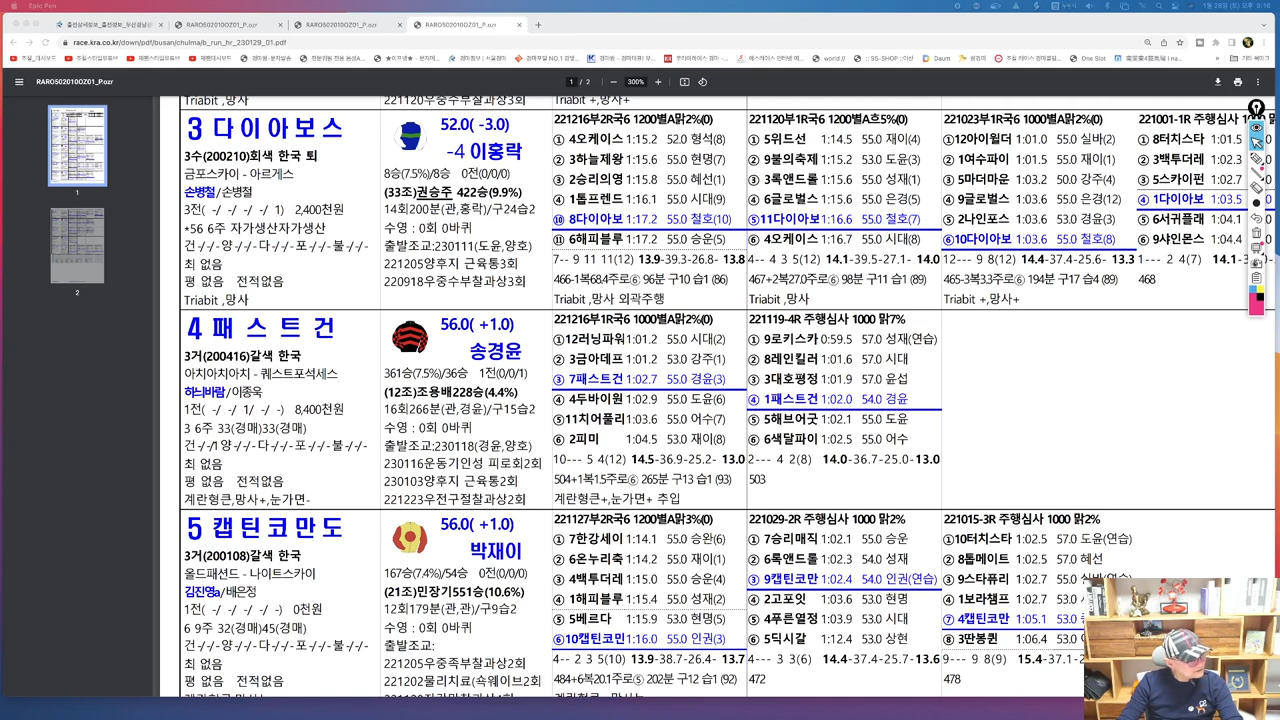 Epic Pen
1월 28일 (토) 오후 9:16
출전상세정보_출전정보_부산경남경
RARO502010OZ01_P.ozr
RARO502010OZ01_P.ozr
RARO502010OZ01_P.ozr
race.kra.co.kr/down/pdf/busan/chulma/b_run_hr_230129_01.pdf
RARO502010OZ01_P.ozr
1 / 2
300%
1
2
Triabit ,망사
221120우중수부찰과상3회
Triabit +,망사+
3 다이아보스
3수(200210)회색 한국 퇴
금포스카이 - 아르게스
손병철/손병철
3전( -/ -/ -/ -/ 1) 2,400천원
*56 6주 자가생산자가생산
건-/-/-양-/-/-다-/-/-포-/-/-불-/-/-
최 없음
평 없음 전적없음
Triabit ,망사
52.0( -3.0)
-4 이홍락
8승(7.5%)/8승 0전(0/0/0)
(33조)권승주 422승(9.9%)
14회200분(관,홍락)/구24습2
수영 : 0회 0바퀴
출발조교:230111(도윤,양호)
221205양후지 근육통3회
220918우중수부찰과상3회
221216부2R국6 1200별A맑2%(0)
① 4오케이스 1:15.2 55.0 현석(8)
② 3하늘제왕 1:15.6 55.0 현명(7)
③ 2승리의영 1:15.8 55.0 혜선(1)
④ 1톱프렌드 1:16.1 55.0 시대(9)
⑩ 8다이아보 1:17.2 55.0 철호(10)
⑪ 6해피블루 1:17.2 55.0 승윤(5)
7-- 9 11 11(12) 13.9-39.3-26.8-13.8
466-1복68.4주로⑥ 96분 구10 습1 (86)
Triabit ,망사 외곽주행
221120부1R국6 1200별A흐5%(0)
③ 3록앤드롤 1:15.6 55.0 성재(1)
④ 6글로벌스 1:15.6 55.0 은경(5)
⑤11다이아보 1:16.6 55.0 철호(7)
⑥ 4오케이스 1:16.7 55.0 시대(8)
4-- 4 3 5(12) 14.1-39.5-27.1-14.0
467+2복27.0주로⑥ 98분 구11 습1 (89)
Triabit ,망사
221023부1R국6 1000별A맑2%(0)
①12아이윌더 1:01.0 55.0 실바(2)
② 1여수파이 1:01.5 55.0 재이(1)
③ 5마더마운 1:03.2 55.0 강주(4)
④ 9글로벌스 1:03.6 55.0 은경(12)
⑤ 2나인포스 1:03.6 55.0 경윤(3)
⑥10다이아보 1:03.6 55.0 철호(8)
12--- 9 8(12) 14.4-37.4-25.6-13.3
465-3복3.3주로⑥ 194분 구17 습4 (89)
Triabit +,망사+
221001-1R 주행심사 1000 맑7%
① 8터치스타 1:01.5
② 3백투더레 1:02.3
③ 5스카이펀 1:02.7
④ 1다이아보 1:03.5
⑤ 6서귀플래 1:04.1
⑥ 9샤인몬스 1:04.4
1--- 2 4(7) 14.1-
468
4 패스트건
3거(200416)갈색 한국
아치아치아치 - 퀘스트포석세스
하늬바람/이종욱
1전( -/ -/ 1/ -/ -) 8,400천원
3 6주 33(경매)33(경매)
건-/-/1양-/-/-다-/-/-포-/-/-불-/-/-
최 없음
평 없음 전적없음
계란형큰,망사+,눈가면-
56.0( +1.0)
송경윤
361승(7.5%)/36승 1전(0/0/1)
(12조)조용배228승(4.4%)
16회266분(관,경윤)/구15습2
수영 : 0회 0바퀴
출발조교:230118(경윤,양호)
230116운동기인성 피로회2회
230103양후지 근육통2회
221223우전구절찰과상2회
221216부1R국6 1000별A맑2%(0)
①12러닝파워 1:01.2 55.0 시대(2)
② 3금아데프 1:02.1 55.0 강주(1)
③ 7패스트건 1:02.7 55.0 경윤(3)
④ 4두바이원 1:02.9 55.0 도윤(6)
⑤11치어풀리 1:03.6 55.0 어수(7)
⑥ 2피미 1:04.5 53.0 재이(8)
10--- 5 4(12) 14.5-36.9-25.2- 13.0
504+1복1.5주로⑥ 265분 구13 습1 (93)
계란형큰+,눈가면+ 추입
221119-4R 주행심사 1000 맑7%
① 9로키스카 0:59.5 57.0 성재(연습)
② 8레인킬러 1:01.6 57.0 시대
③ 3대호평정 1:01.9 57.0 윤섭
④ 1패스트건 1:02.0 54.0 경윤
⑤ 5해브어굿 1:02.1 57.0 도윤
⑥ 6색달파이 1:02.5 57.0 어수
2--- 4 2(8) 14.0-36.7-25.0-13.0
503
5 캡틴코만도
3거(200108)갈색 한국
올드패션드 - 나이트스카이
김진영a/배은정
1전( -/ -/ -/ -/ -) 0천원
6 9주 32(경매)45(경매)
건-/-/-양-/-/-다-/-/-포-/-/-불-/-/-
최 없음
평 없음 전적없음
56.0( +1.0)
박재이
167승(7.4%)/54승 0전(0/0/0)
(21조)민장기551승(10.6%)
12회179분(관,관)/구9습2
수영 : 0회 0바퀴
출발조교:
221205우중족부찰과상2회
221202물리치료(속웨이브2회
221127부2R국6 1200별A맑3%(0)
① 7한강세이 1:14.1 55.0 승완(6)
② 6온누리축 1:14.2 55.0 재이(1)
③ 4백투더레 1:15.0 55.0 승운(4)
④ 1해피블루 1:15.4 55.0 성재(2)
⑤ 5베르다 1:15.9 53.0 현명(5)
⑥10캡틴코민 1:16.0 55.0 인권(3)
4-- 2 3 5(10) 13.9-38.7-26.4- 13.7
484+6복20.1주로⑤ 202분 구12 습1 (92)
221029-2R 주행심사 1000 맑2%
① 7승리매직 1:02.1 55.0 승운
② 6록앤드롤 1:02.3 54.0 성재
③ 9캡틴코만 1:02.4 54.0 인권(연습)
④ 2고포잇 1:03.6 53.0 현명
⑤ 4푸른열정 1:03.9 53.0 시대
⑥ 5딕시갈 1:12.4 53.0 상현
4--- 3 3(6) 14.4-37.4-25.7-13.6
472
221015-3R 주행심사 1000 맑2%
①10터치스타 1:02.5 57.0 도윤(연습)
② 8톱메이트 1:02.5 57.0 혜선
③ 9스타퓨리 1:02.7 55.0
④ 1보라챔프 1:02.7 53.0
⑦ 4캡틴코만 1:05.1 53.0
⑧ 3딴봉퀸 1:06.4 53.0
9--- 9 8(9) 15.4-37.4-
478